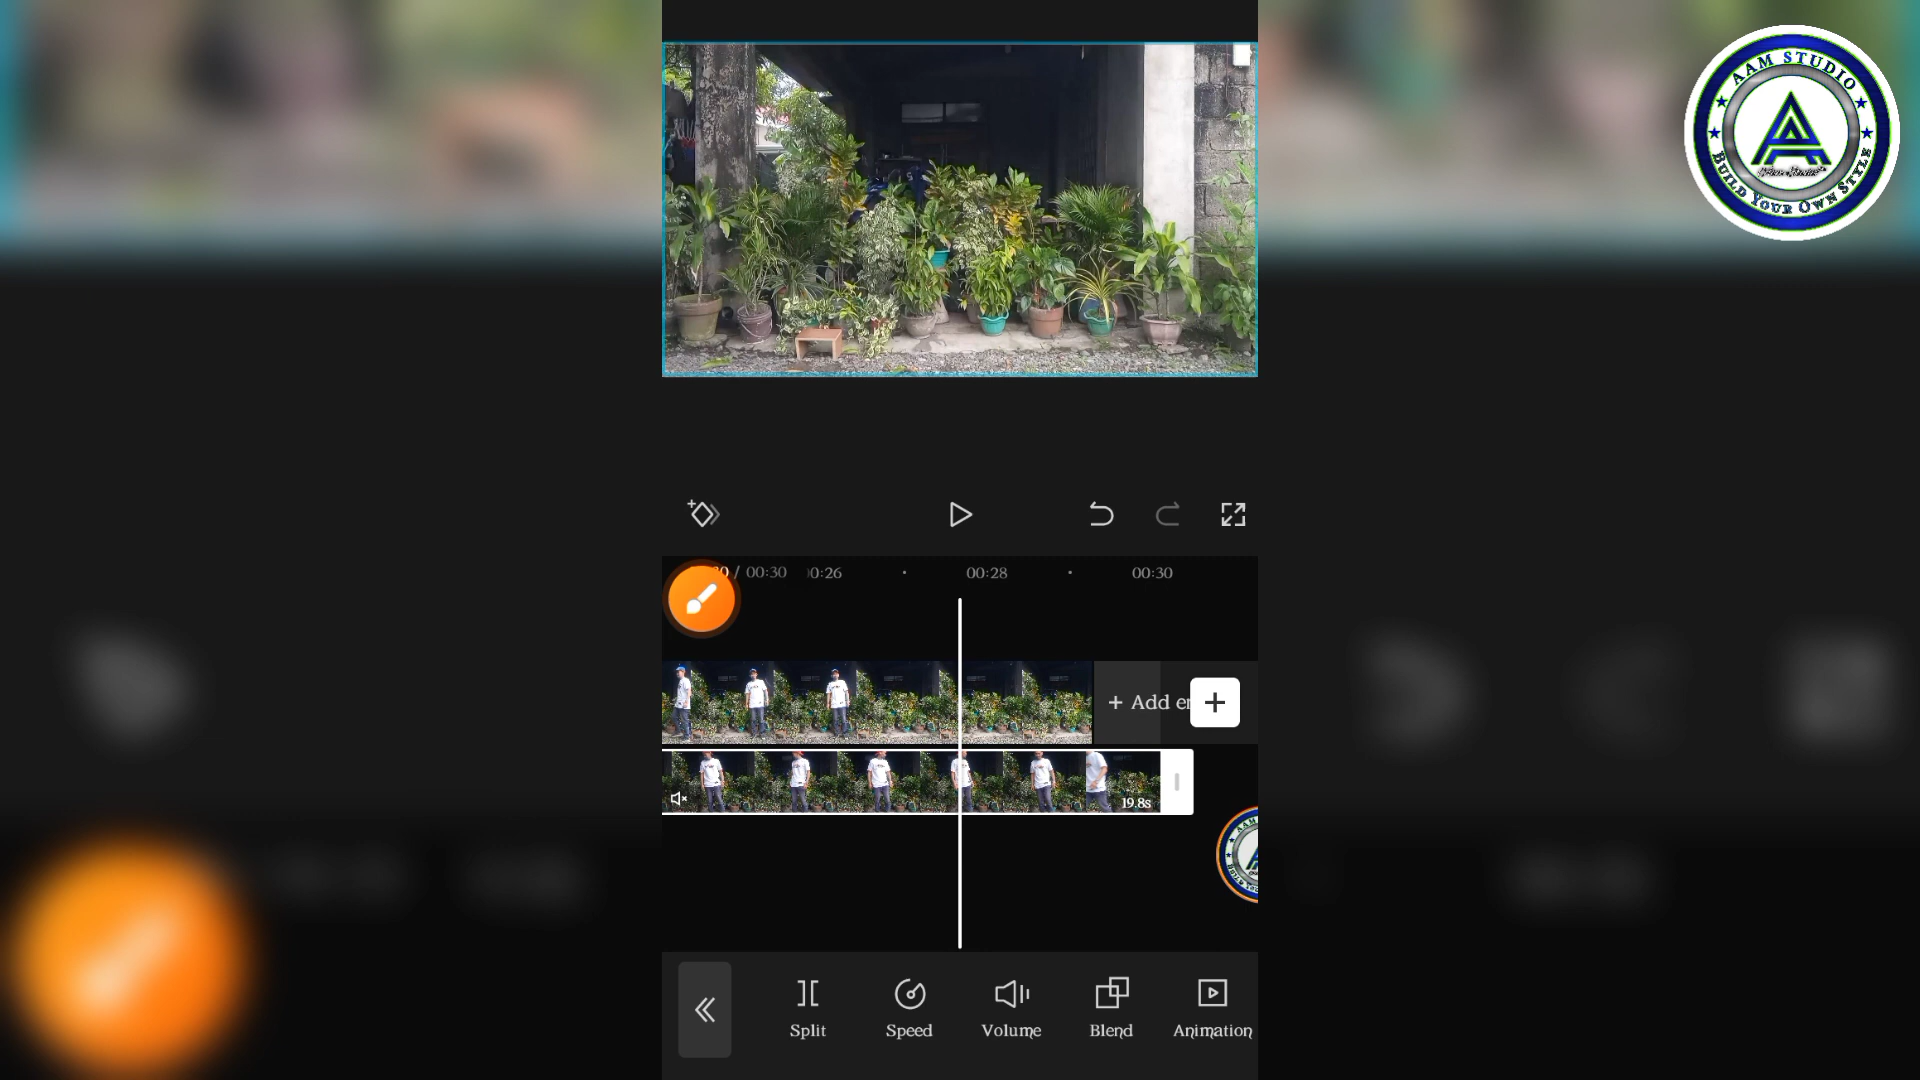 AAM STUDIO
BUILD YOUR OWN STYLE
/ 00:30
0:26
00:28
00:30
+ Add
19.8s
Split
Speed
Volume
Blend
Animation